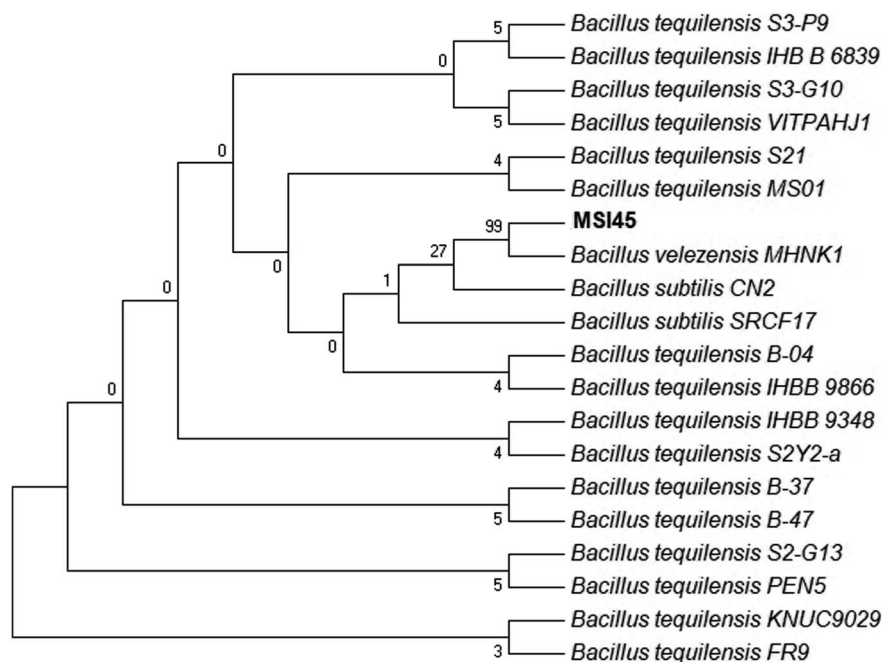 5
Bacillus tequilensis S3-P9
0
Bacillus tequilensis IHB B 6839
Bacillus tequilensis S3-G10
5
Bacillus tequilensis VITPAHJ1
0
4
Bacillus tequilensis S21
Bacillus tequilensis MS01
99
MSI45
0
27
Bacillus velezensis MHNK1
0
1
Bacillus subtilis CN2
Bacillus subtilis SRCF17
0
Bacillus tequilensis B-04
0
4
Bacillus tequilensis IHBB 9866
Bacillus tequilensis IHBB 9348
4
Bacillus tequilensis S2Y2-a
Bacillus tequilensis B-37
5
Bacillus tequilensis B-47
Bacillus tequilensis S2-G13
5
Bacillus tequilensis PEN5
Bacillus tequilensis KNUC9029
3
Bacillus tequilensis FR9